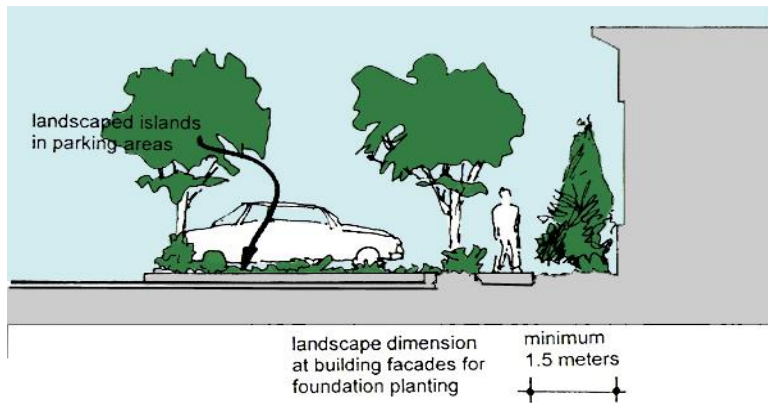 landscaped islands
in parking areas
landscape dimension
at building facades for
foundation planting
minimum
1.5 meters